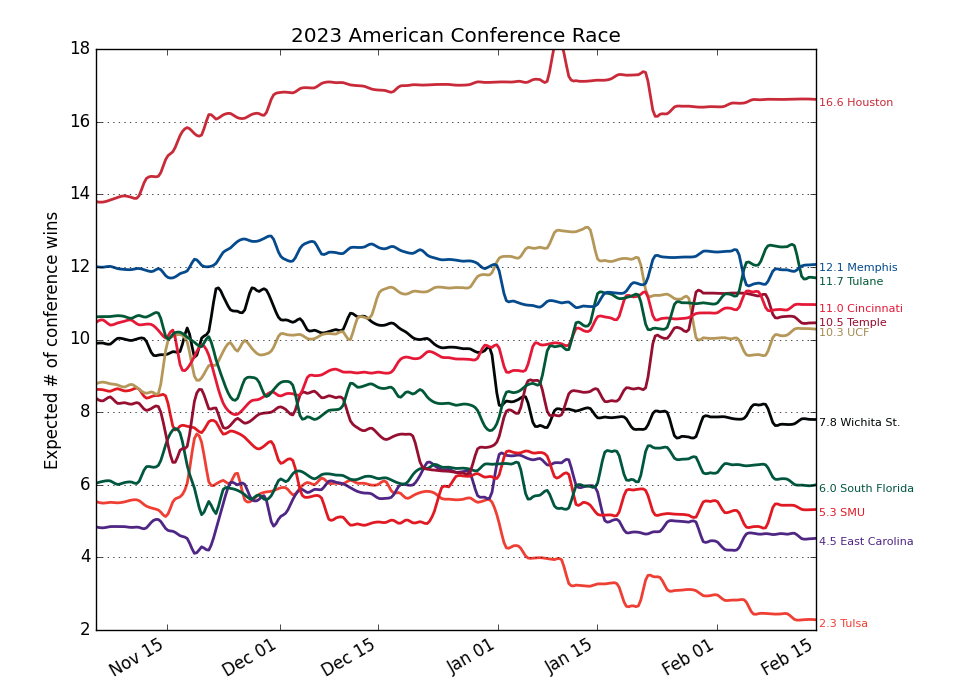 2023 American Conference Race
Expected # of conference wins
18
16
14
12
10
8
6
4
2
16.6 Houston
12.1 Memphis
11.7 Tulane
11.0 Cincinnati
10.5 Temple
10.3 UCF
7.8 Wichita St.
6.0 South Florida
5.3 SMU
4.5 East Carolina
2.3 Tulsa
Nov 15
Dec 01
Dec 15
Jan 01
Jan 15
Feb 01
Feb 15